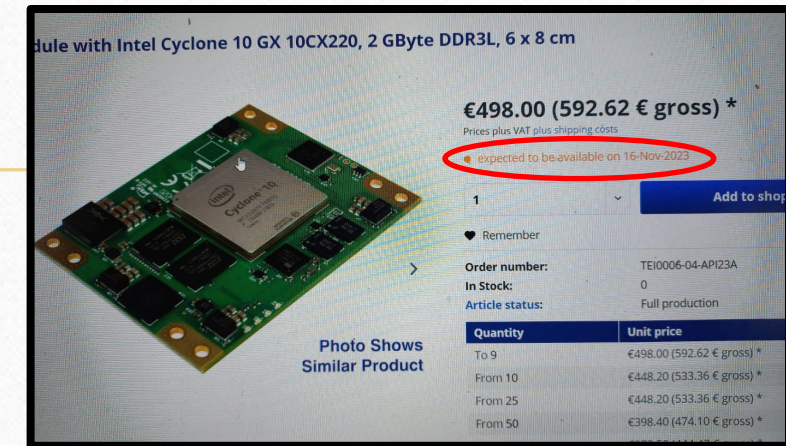 dule with Intel Cyclone 10 GX 10CX220, 2 GByte DDR3L, 6 x 8 cm
€498.00 (592.62 € gross) *
Prices plus VAT plus shipping costs
expected to be available on 16-Nov-2023
1
Add to shop
Remember
Order number: TEI0006-04-API23A
In Stock: 0
Article status: Full production
Quantity Unit price
To 9 €498.00 (592.62 € gross) *
From 10 €448.20 (533.36 € gross) *
From 25 €448.20 (533.36 € gross) *
From 50 €398.40 (474.10 € gross) *
intel
Cyclone 10
Photo Shows
Similar Product